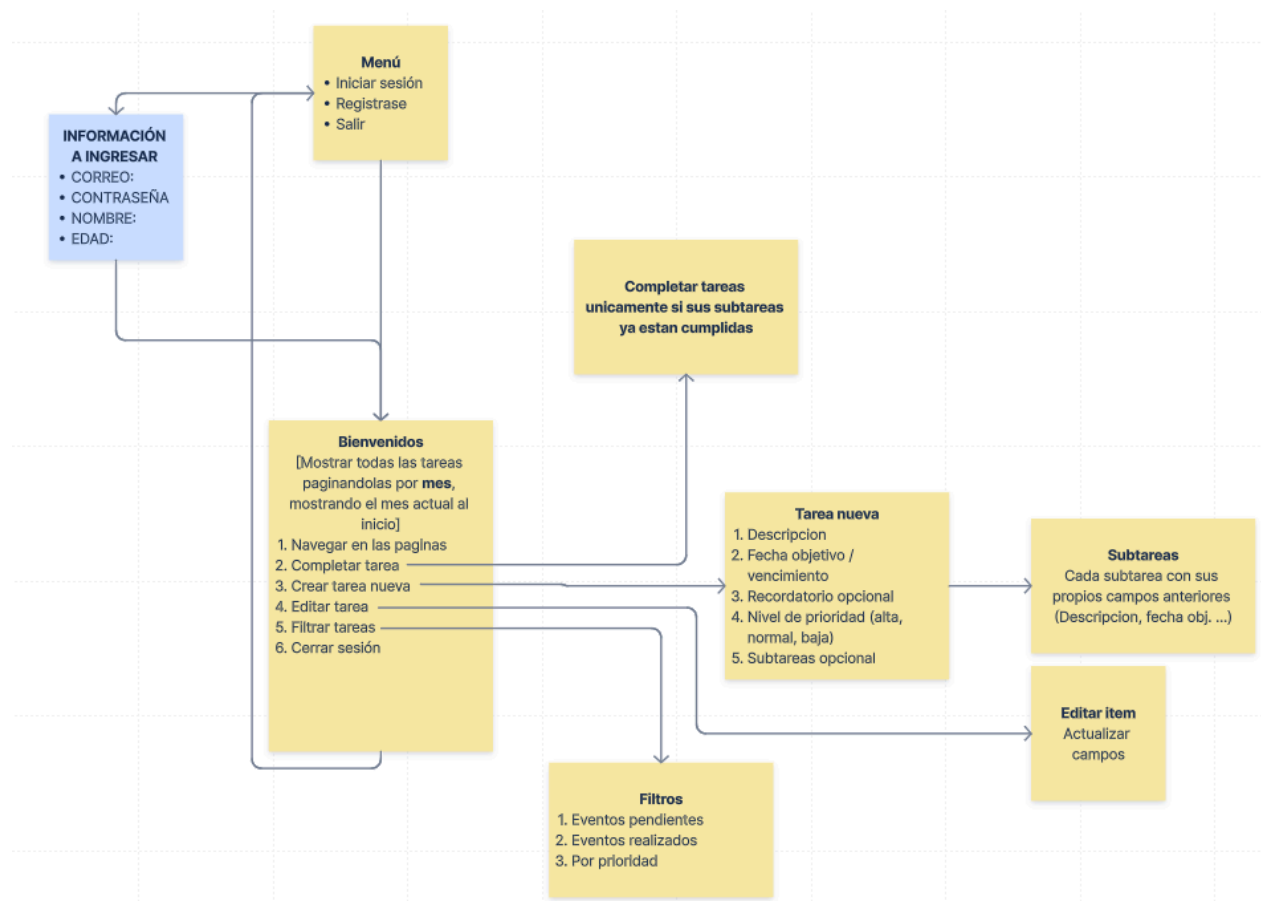 Menú
• Iniciar sesión
• Registrase
• Salir
INFORMACIÓN
A INGRESAR
• CORREO:
• CONTRASEÑA
• NOMBRE:
• EDAD:
Completar tareas
unicamente si sus subtareas
ya estan cumplidas
Bienvenidos
[Mostrar todas las tareas
paginandolas por mes,
mostrando el mes actual al
inicio]
1. Navegar en las paginas
2. Completar tarea
3. Crear tarea nueva
4. Editar tarea
5. Filtrar tareas
6. Cerrar sesión
Tarea nueva
1. Descripcion
2. Fecha objetivo /
vencimiento
3. Recordatorio opcional
4. Nivel de prioridad (alta,
normal, baja)
5. Subtareas opcional
Subtareas
Cada subtarea con sus
propios campos anteriores
(Descripcion, fecha obj. ...)
Editar item
Actualizar
campos
Filtros
1. Eventos pendientes
2. Eventos realizados
3. Por prioridad